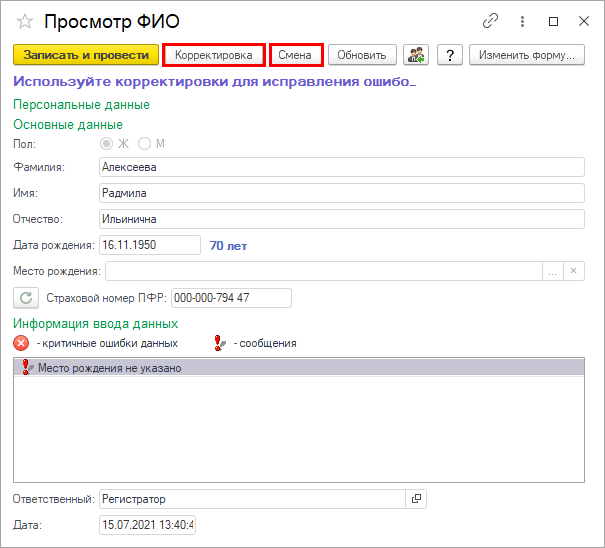 Просмотр ФИО
Записать и провести Корректировка Смена Обновить ? Изменить форму...
Используйте корректировки для исправления ошибо...
Персональные данные
Основные данные
Пол: Ж М
Фамилия: Алексеева
Имя: Радмила
Отчество: Ильинична
Дата рождения: 16.11.1950 70 лет
Место рождения: ... ×
Страховой номер ПФР: 000-000-794 47
Информация ввода данных
- критичные ошибки данных - сообщения
Место рождения не указано
Ответственный: Регистратор
Дата: 15.07.2021 13:40:4